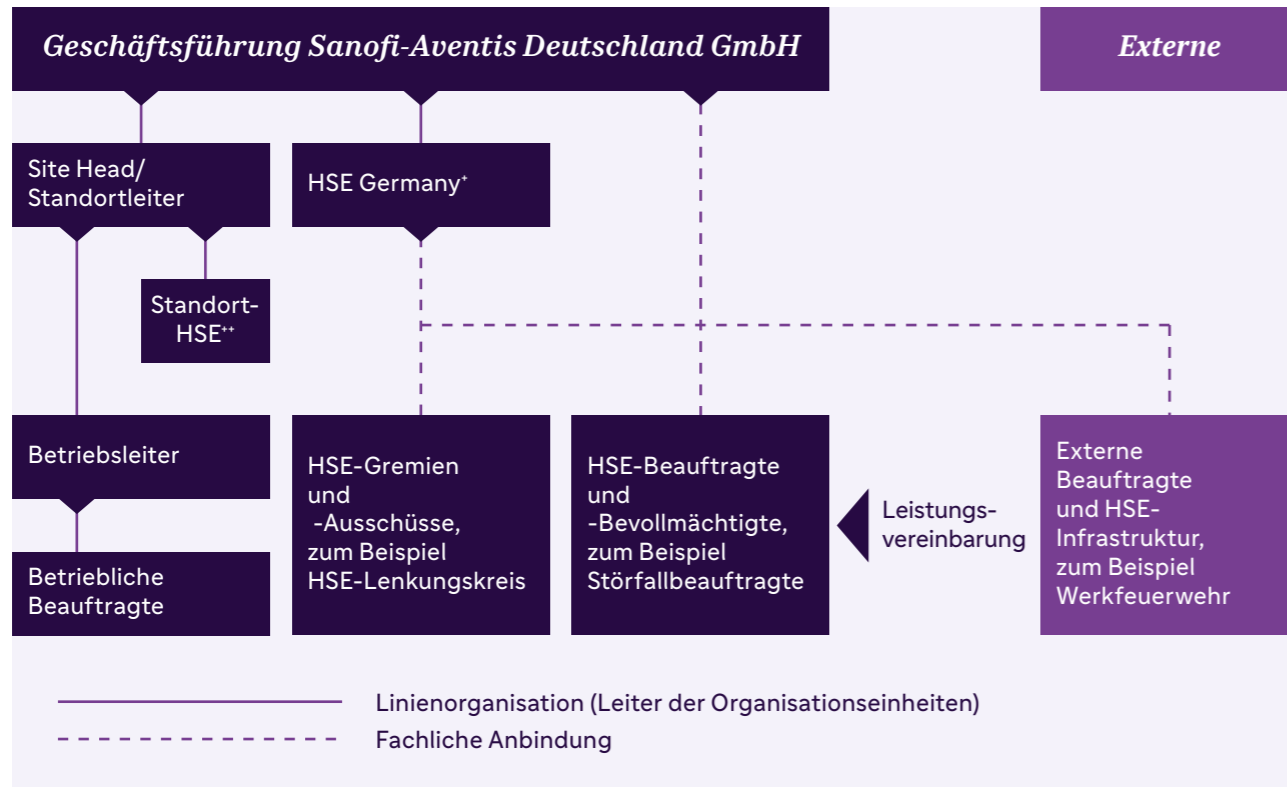 Geschäftsführung Sanofi-Aventis Deutschland GmbH
Externe
Site Head/
Standortleiter
HSE Germany⁺
Standort-
HSE⁺⁺
Betriebsleiter
Betriebliche
Beauftragte
HSE-Gremien
und
-Ausschüsse,
zum Beispiel
HSE-Lenkungskreis
HSE-Beauftragte
und
-Bevollmächtigte,
zum Beispiel
Störfallbeauftragte
Leistungs-
vereinbarung
Externe
Beauftragte
und HSE-
Infrastruktur,
zum Beispiel
Werkfeuerwehr
Linienorganisation (Leiter der Organisationseinheiten)
Fachliche Anbindung